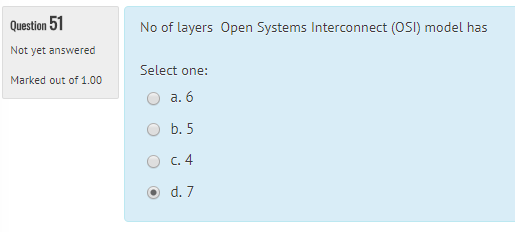 Question 51
Not yet answered
Marked out of 1.00
No of layers Open Systems Interconnect (OSI) model has
Select one:
a. 6
b. 5
c. 4
d. 7